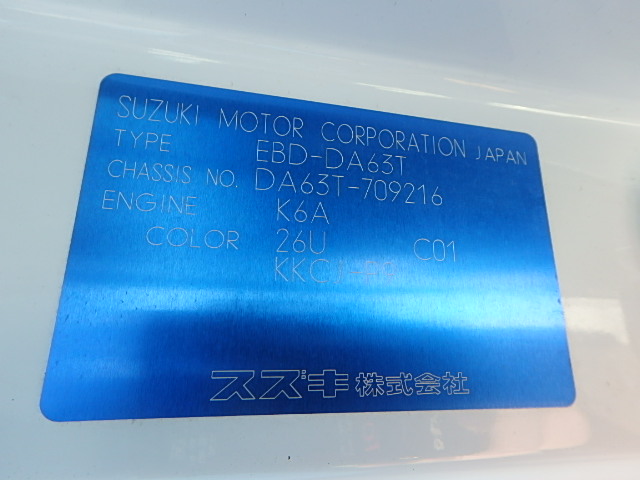 SUZUKI MOTOR CORPORATION JAPAN
TYPE EBD-DA63T
CHASSIS NO. DA63T-709216
ENGINE K6A
COLOR 26U C01
スズキ株式会社